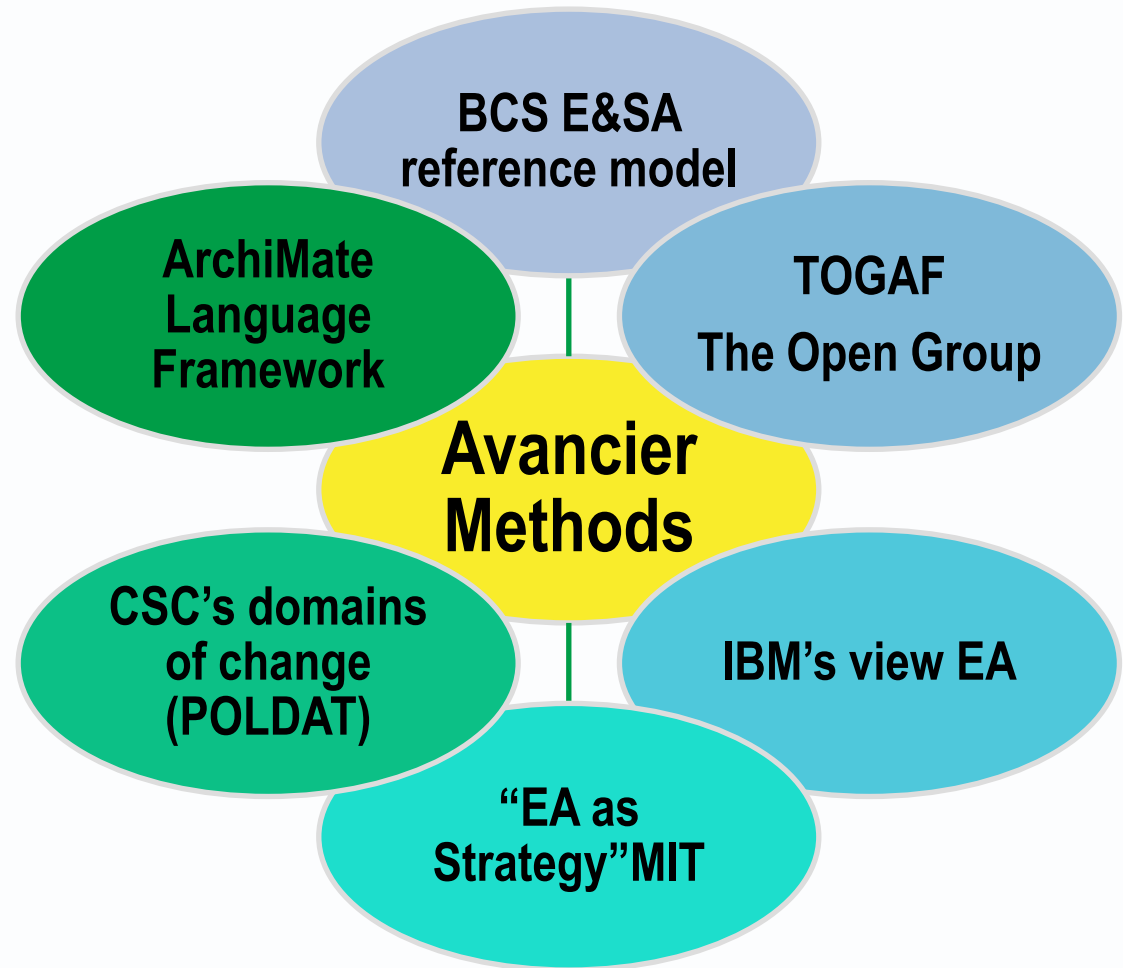 BCS E&SA
reference model
ArchiMate
Language
Framework
TOGAF
The Open Group
Avancier
Methods
CSC’s domains
of change
(POLDAT)
IBM’s view EA
“EA as
Strategy”MIT